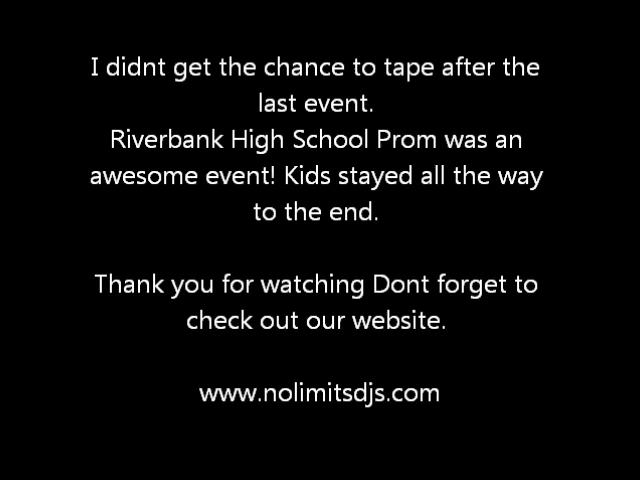 I didnt get the chance to tape after the
last event.
Riverbank High School Prom was an
awesome event! Kids stayed all the way
to the end.
Thank you for watching Dont forget to
check out our website.
www.nolimitsdjs.com